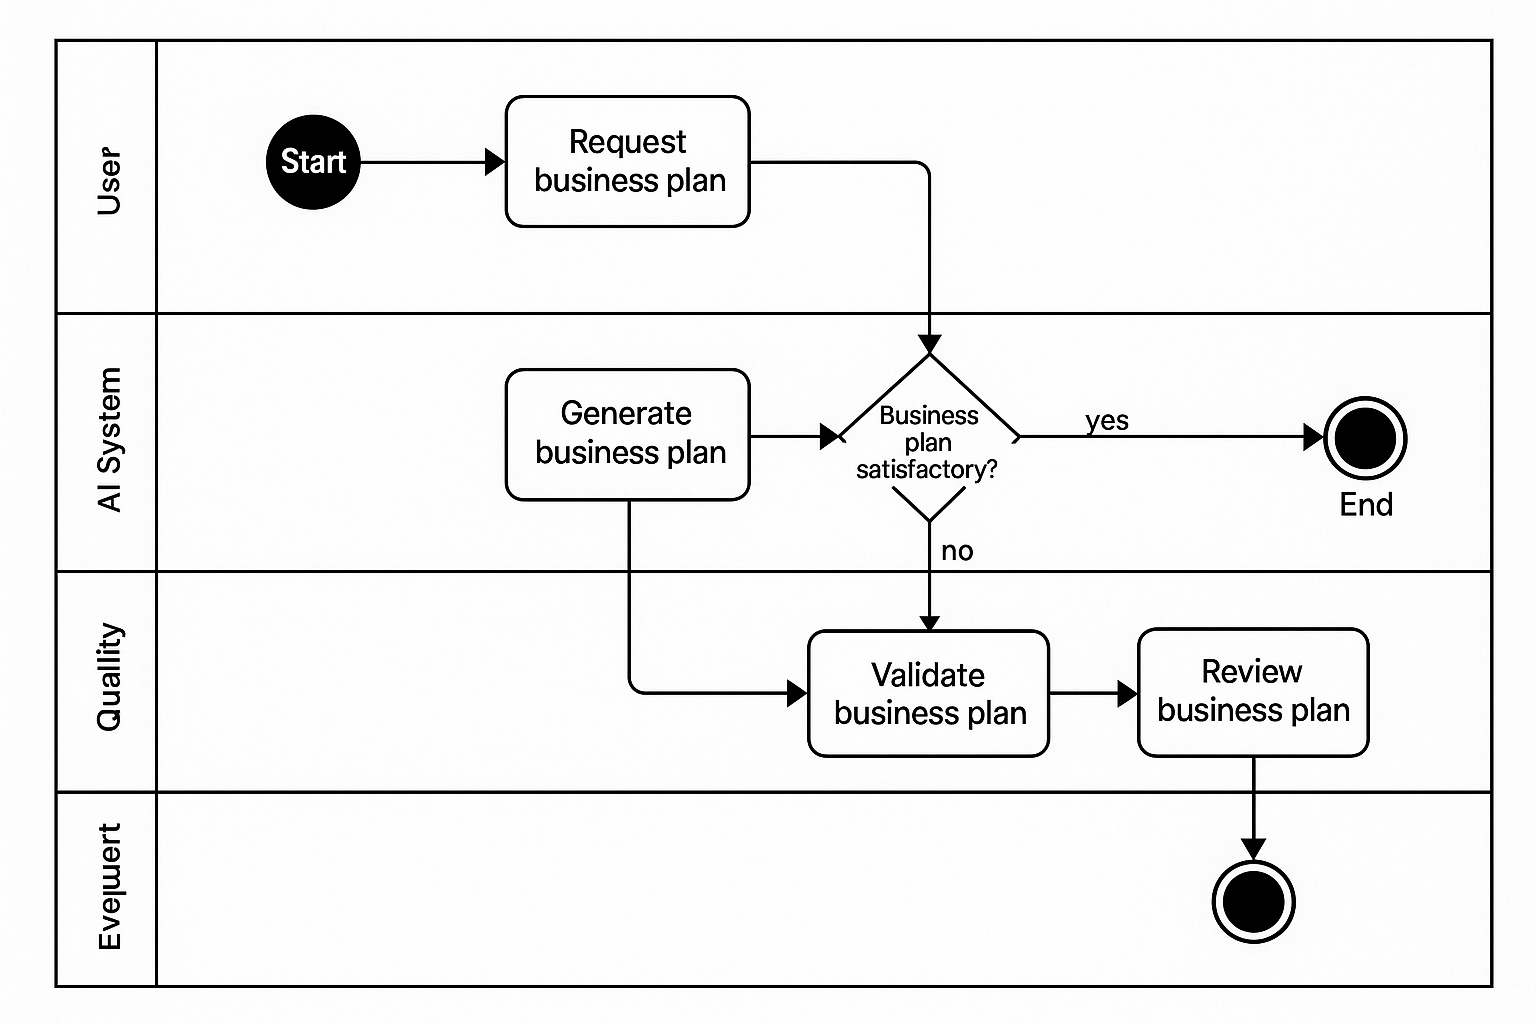 User
Start
Request
business plan
AI System
Generate
business plan
Business
plan
satisfactory?
yes
End
no
Quallity
Validate
business plan
Review
business plan